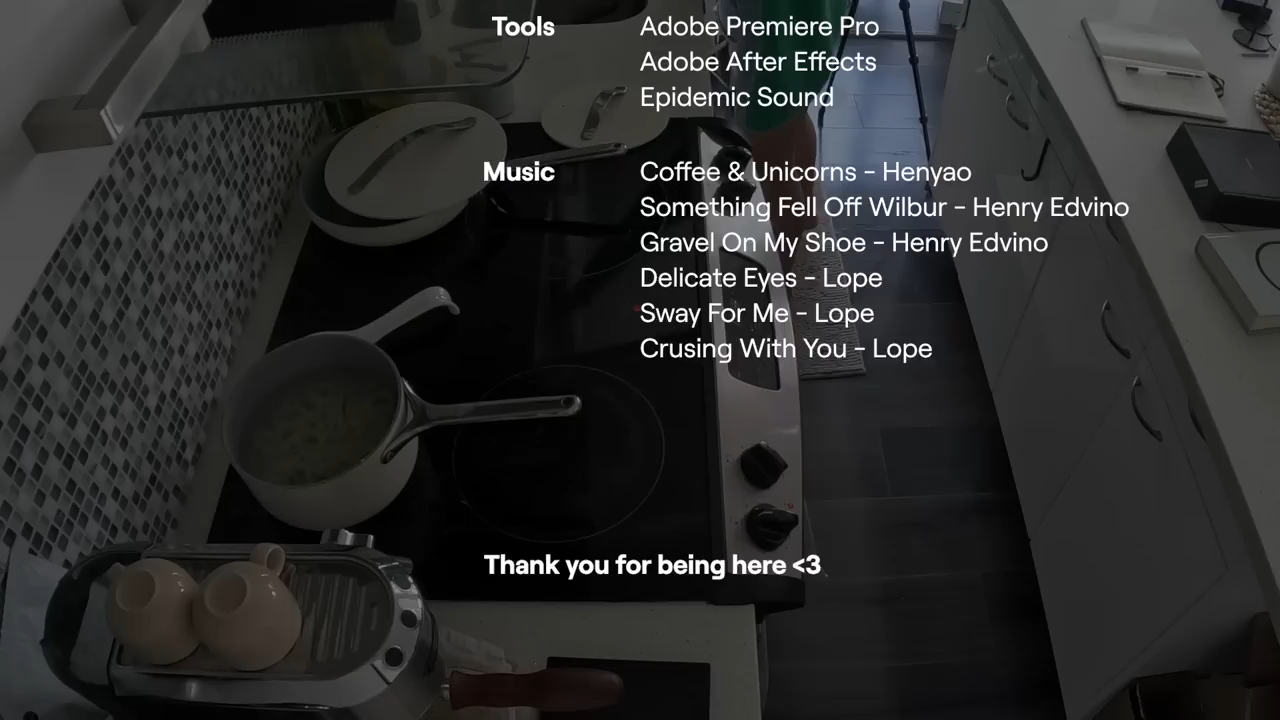 Tools Adobe Premiere Pro
Adobe After Effects
Epidemic Sound
Music Coffee & Unicorns – Henyao
Something Fell Off Wilbur – Henry Edvino
Gravel On My Shoe – Henry Edvino
Delicate Eyes – Lope
Sway For Me – Lope
Crusing With You – Lope
Thank you for being here <3